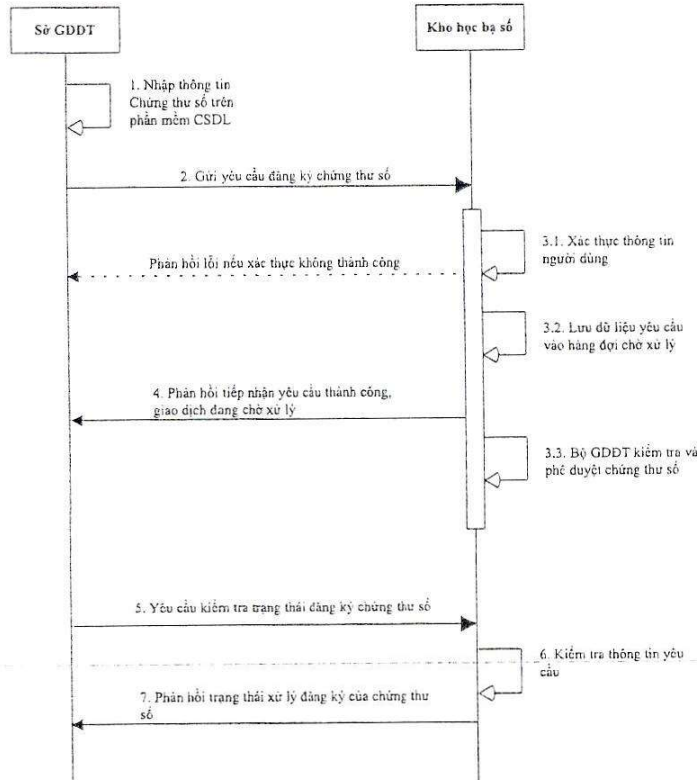 Sở GDĐT
Kho học bạ số
1. Nhập thông tin
Chứng thư số trên
phần mềm CSDL
2. Gửi yêu cầu đăng ký chứng thư số
3.1. Xác thực thông tin
người dùng
Phản hồi lỗi nếu xác thực không thành công
3.2. Lưu dữ liệu yêu cầu
vào hàng đợi chờ xử lý
4. Phản hồi tiếp nhận yêu cầu thành công,
giao dịch đang chờ xử lý
3.3. Bộ GDĐT kiểm tra và
phê duyệt chứng thư số
5. Yêu cầu kiểm tra trạng thái đăng ký chứng thư số
6. Kiểm tra thông tin yêu
cầu
7. Phản hồi trạng thái xử lý đăng ký của chứng thư
số